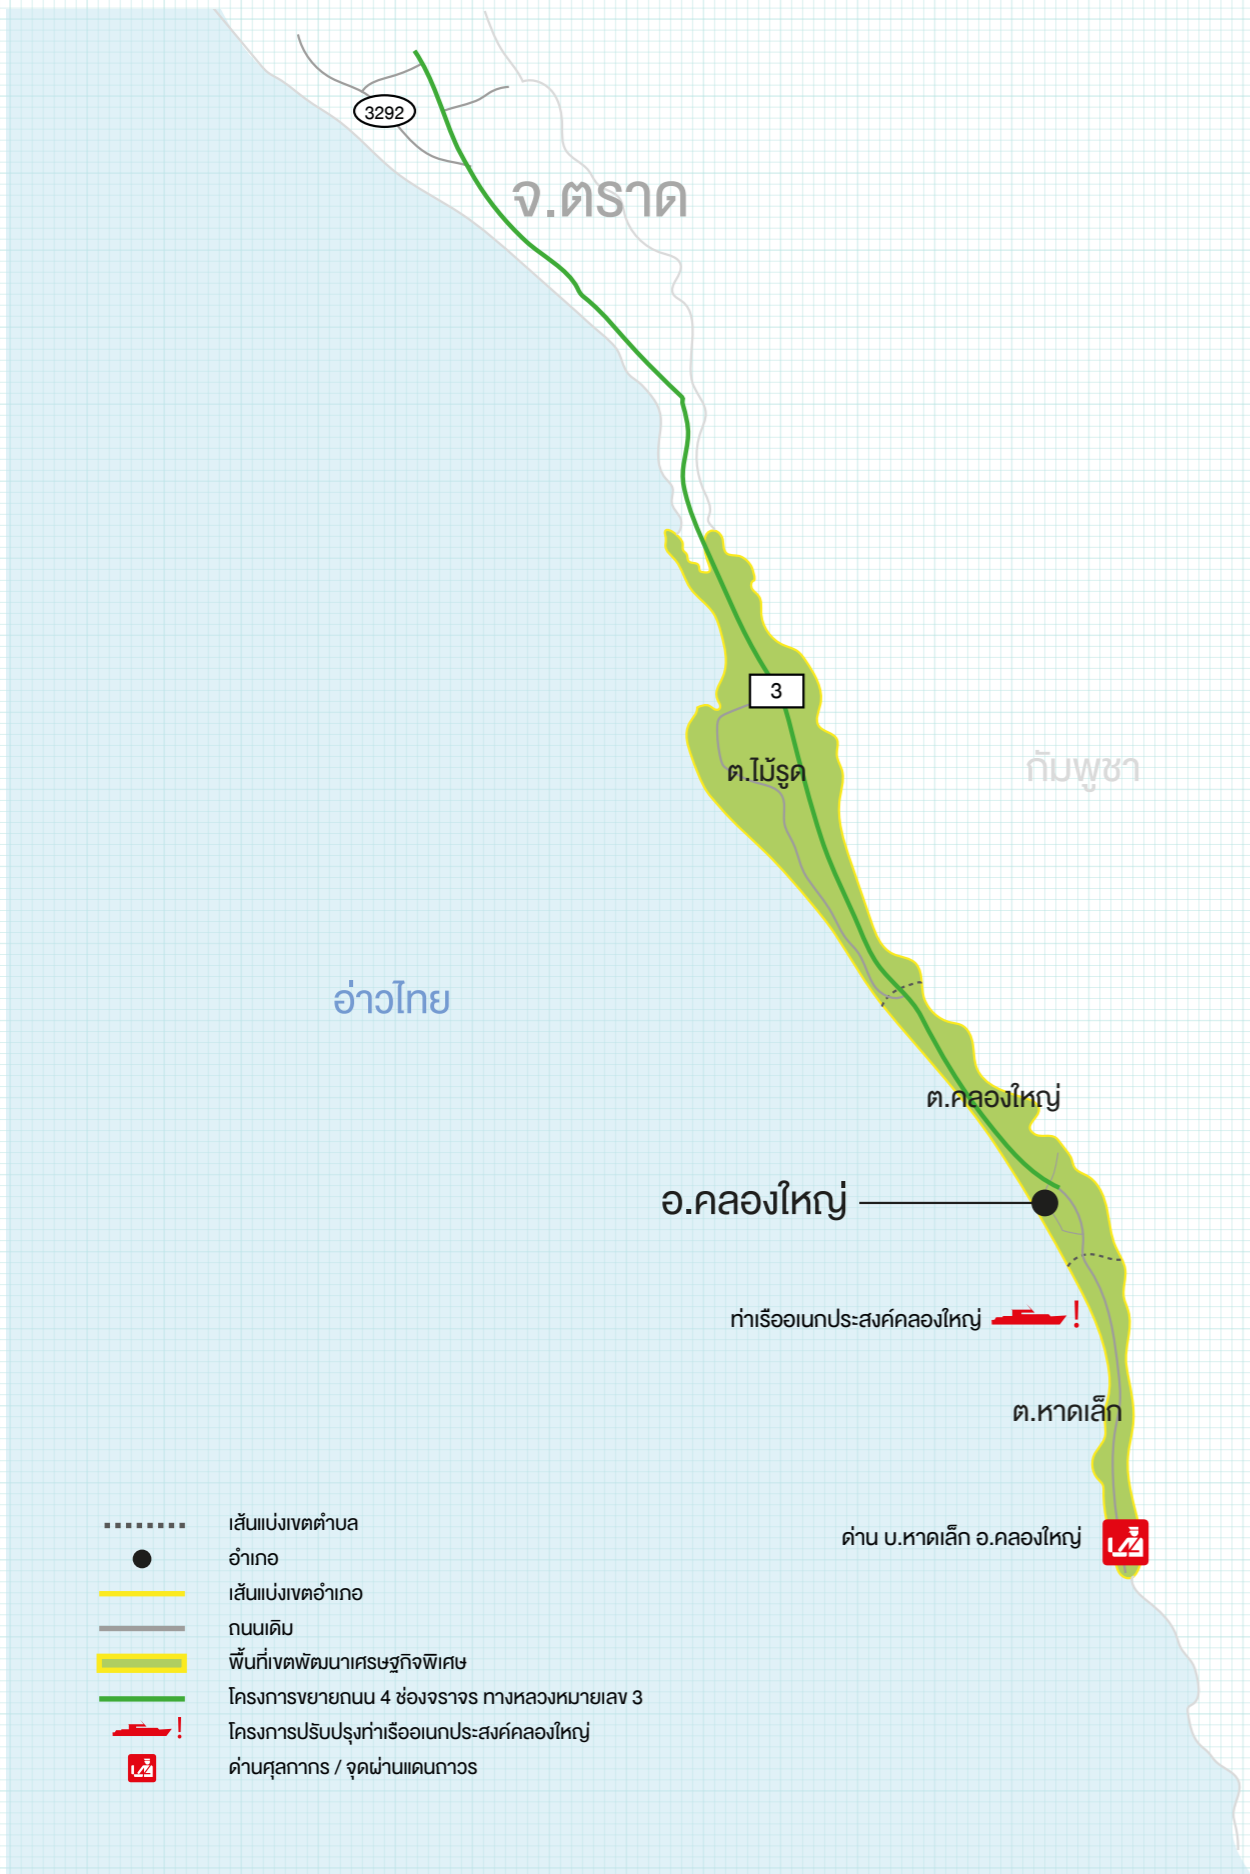 3292
จ.ตราด
3
ต.ไม้รูด
กัมพูชา
อ่าวไทย
ต.คลองใหญ่
อ.คลองใหญ่
ท่าเรืออเนกประสงค์คลองใหญ่ !
ต.หาดเล็ก
ด่าน บ.หาดเล็ก อ.คลองใหญ่
เส้นแบ่งเขตตำบล
อำเภอ
เส้นแบ่งเขตอำเภอ
ถนนเดิม
พื้นที่เขตพัฒนาเศรษฐกิจพิเศษ
โครงการขยายถนน 4 ช่องจราจร ทางหลวงหมายเลข 3
! โครงการปรับปรุงท่าเรืออเนกประสงค์คลองใหญ่
ด่านศุลกากร / จุดผ่านแดนถาวร